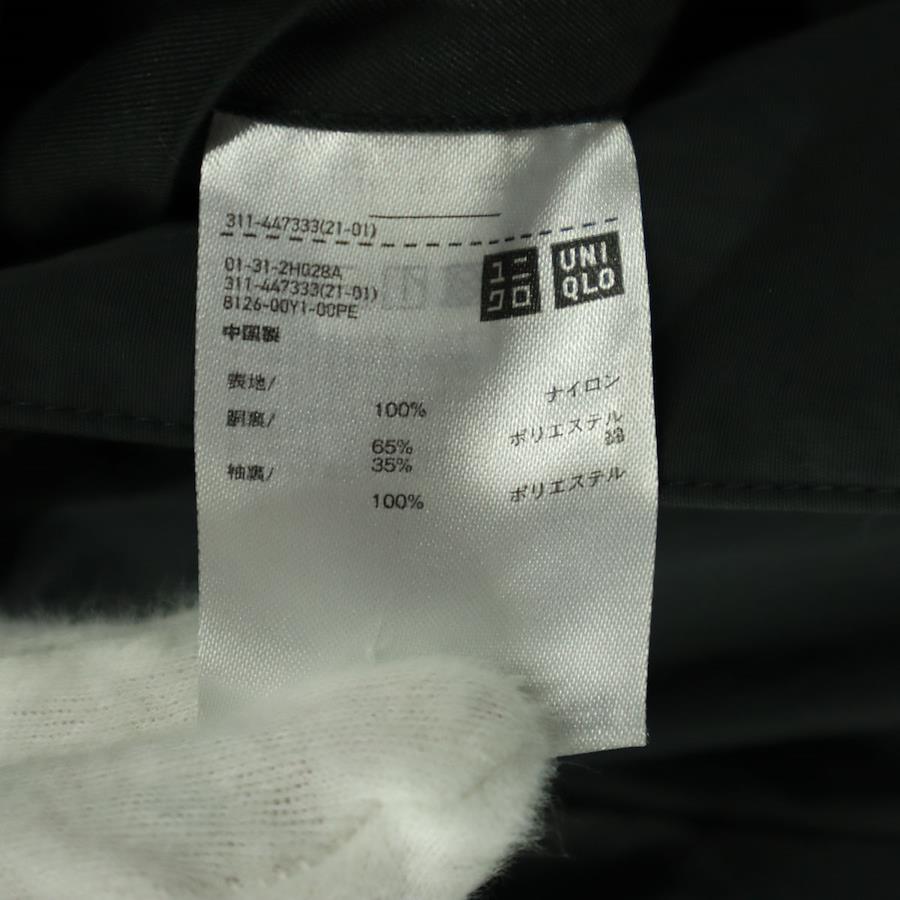 311-447333(21-01)
01-31-2H028A
311-447333(21-01)
8126-00Y1-00PE
中国製
ユニクロ
UNIQLO
表地/
100% ナイロン
胴裏/
65% ポリエステル
35% 綿
袖裏/
100% ポリエステル